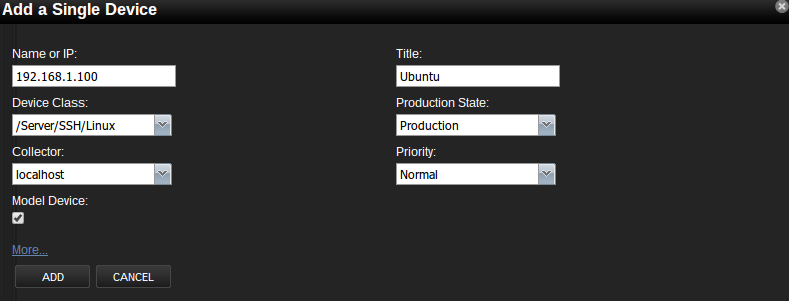 Add a Single Device
Name or IP:
192.168.1.100
Title:
Ubuntu
Device Class:
/Server/SSH/Linux
Production State:
Production
Collector:
localhost
Priority:
Normal
Model Device:
More...
ADD
CANCEL